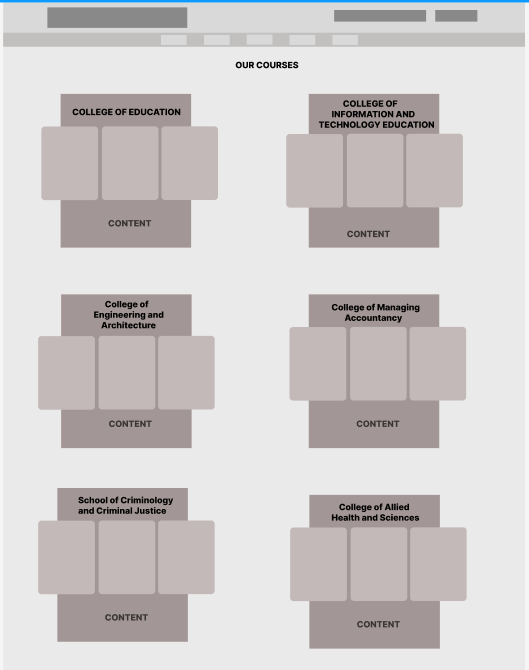 OUR COURSES
COLLEGE OF EDUCATION
CONTENT
COLLEGE OF
INFORMATION AND
TECHNOLOGY EDUCATION
CONTENT
College of
Engineering and
Architecture
CONTENT
College of Managing
Accountancy
CONTENT
School of Criminology
and Criminal Justice
CONTENT
College of Allied
Health and Sciences
CONTENT